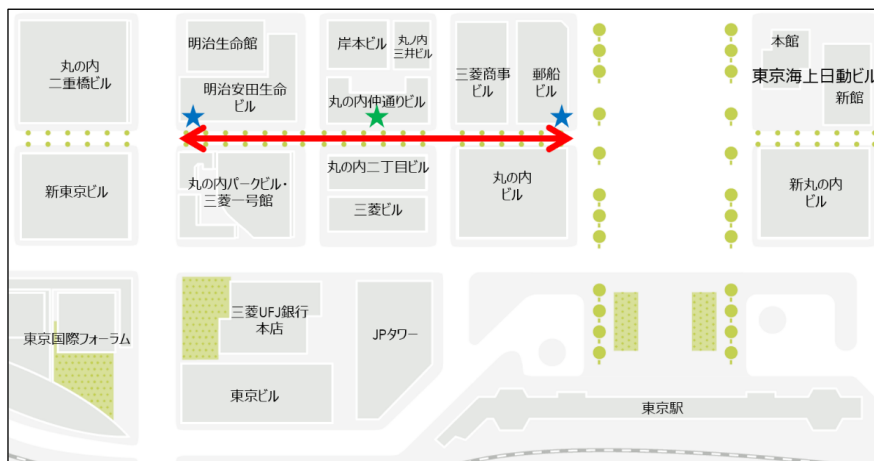 丸の内
二重橋ビル
明治生命館
明治安田生命
ビル
岸本ビル
丸ノ内
三井ビル
丸の内仲通りビル
三菱商事
ビル
郵船
ビル
本館
東京海上日動ビル
新館
新東京ビル
丸の内パークビル・
三菱一号館
丸の内二丁目ビル
三菱ビル
丸の内
ビル
新丸の内
ビル
東京国際フォーラム
三菱UFJ銀行
本店
JPタワー
東京ビル
東京駅